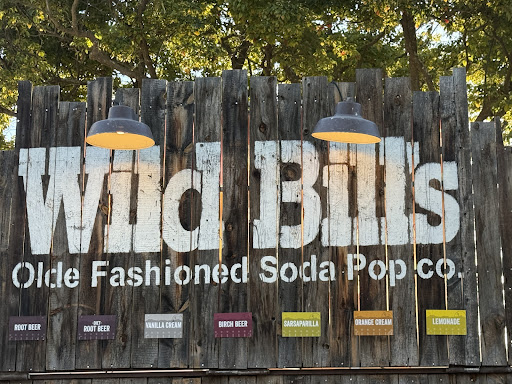 Wild Bills
Olde Fashioned Soda Pop co.
ROOT BEER
DIET
ROOT BEER
VANILLA CREAM
BIRCH BEER
SARSAPARILLA
ORANGE CREAM
LEMONADE